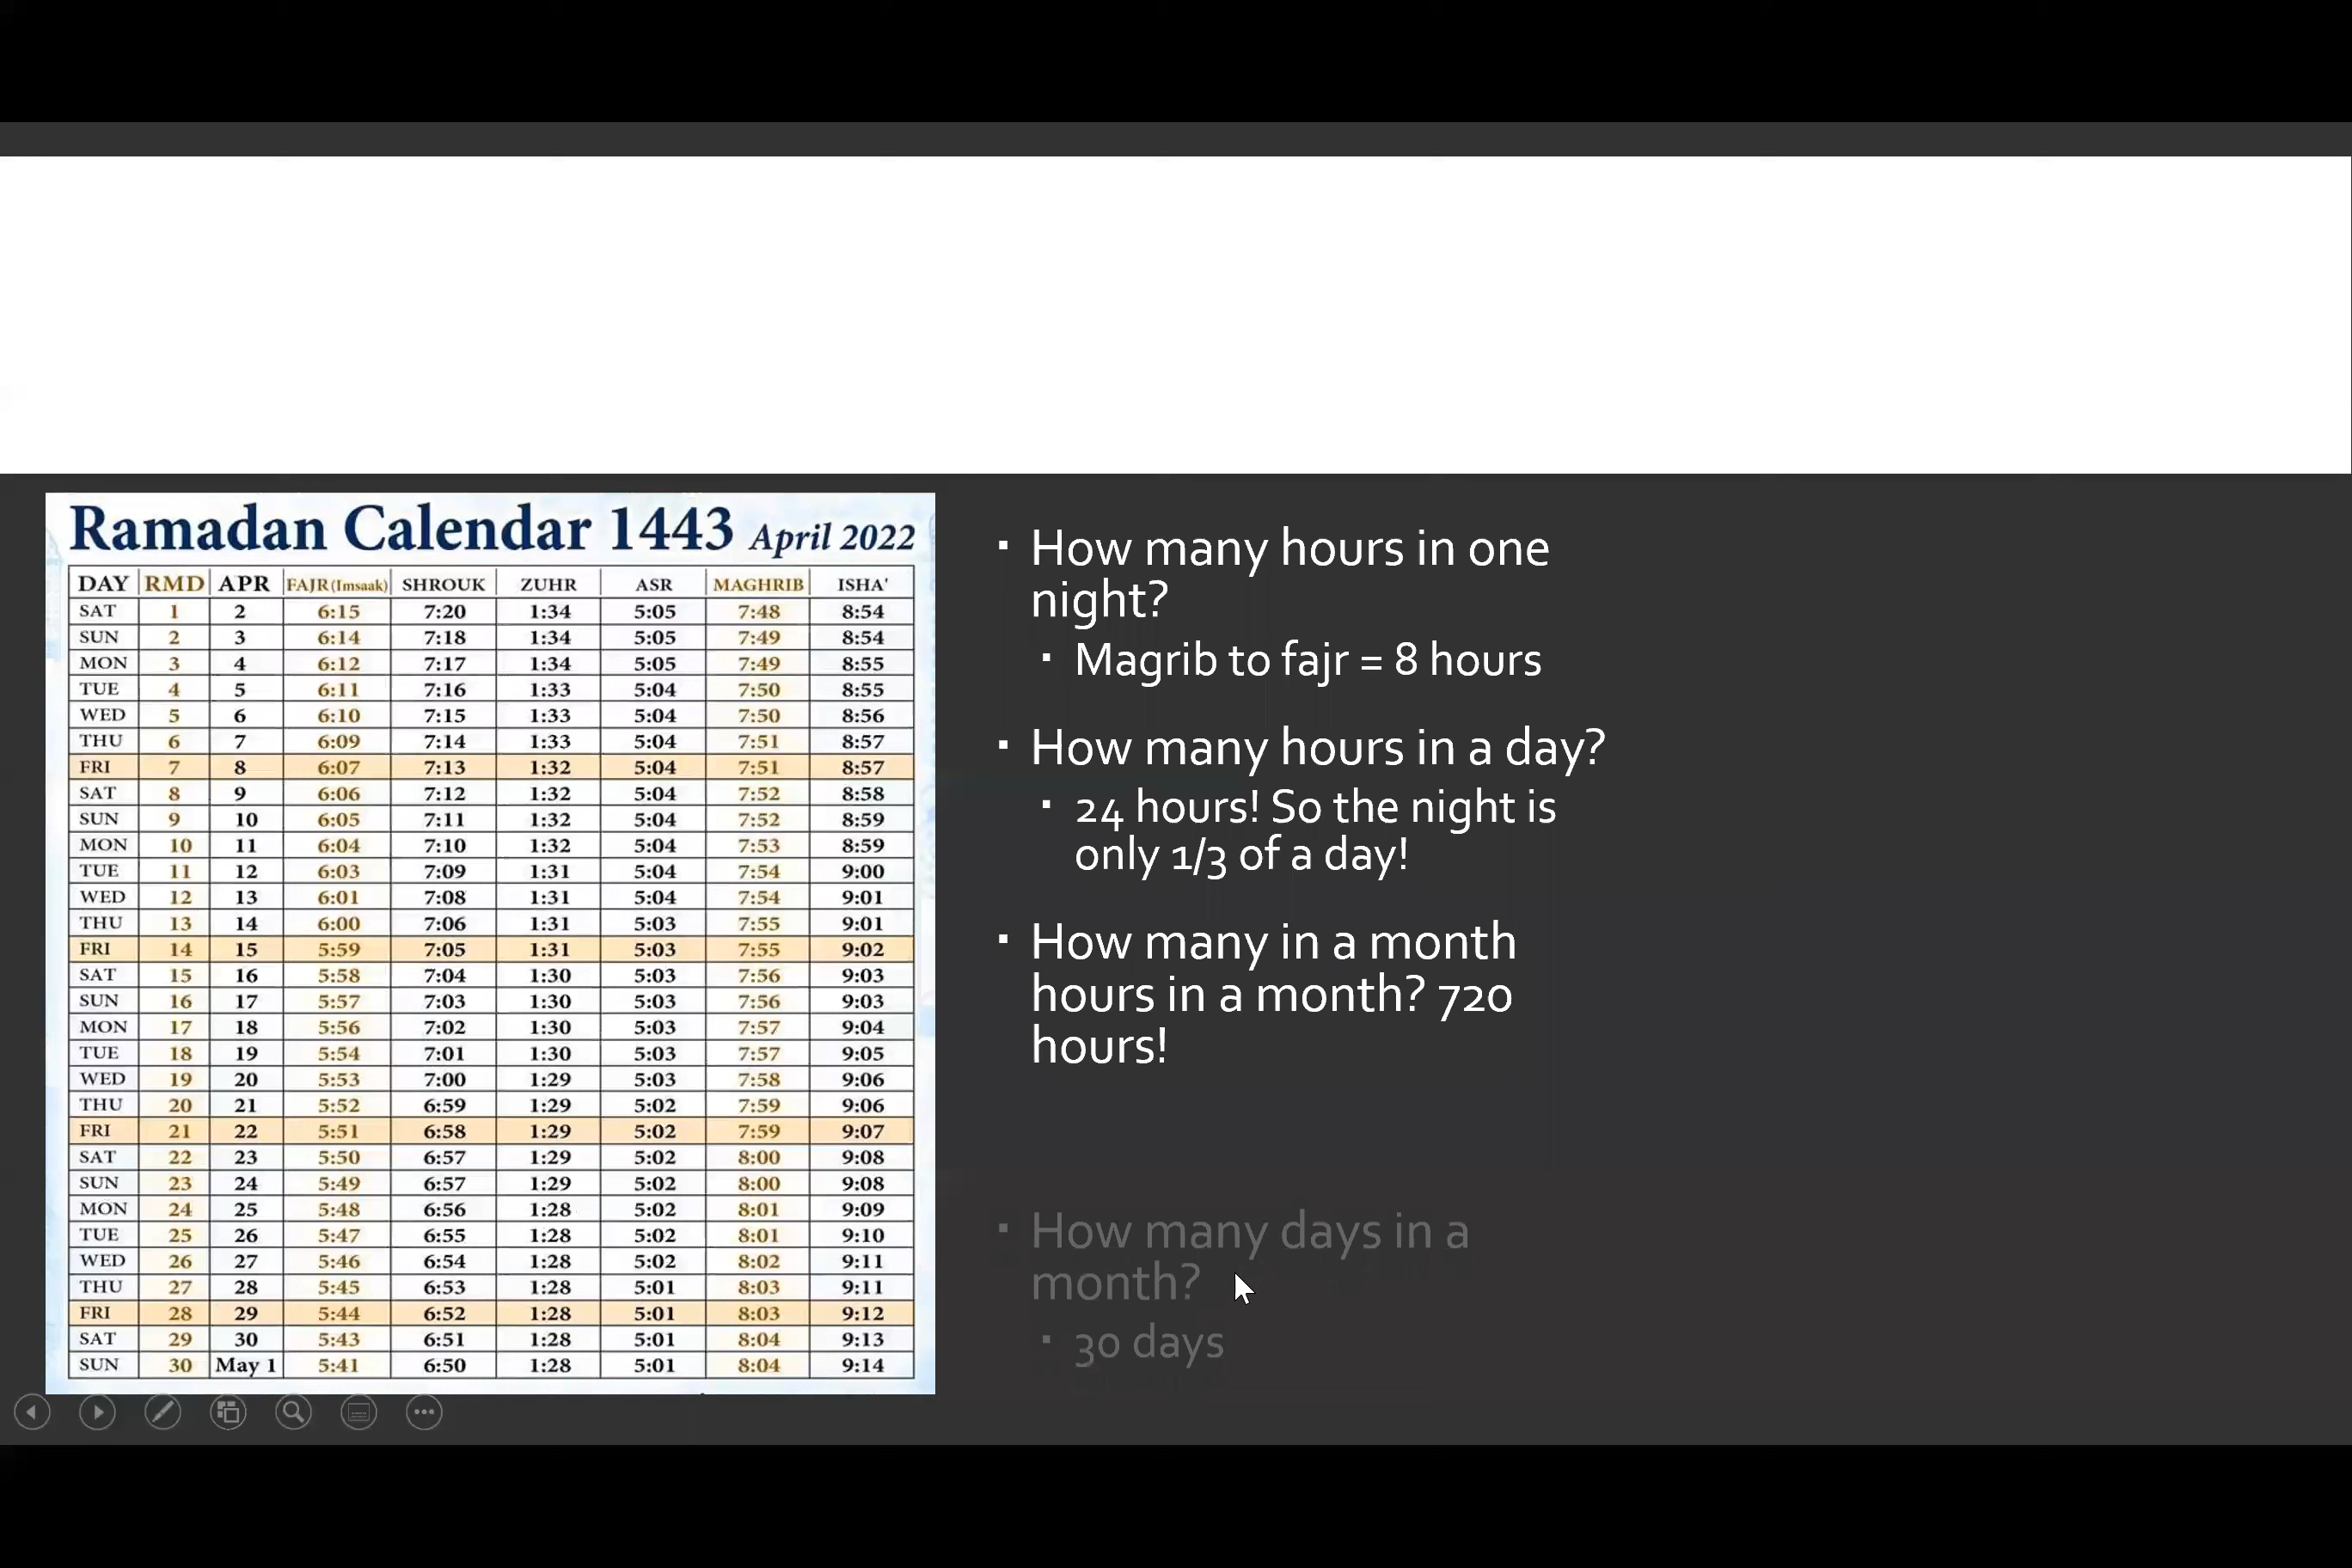 Ramadan Calendar 1443 April 2022
DAY RMD APR FAJR(Imsaak) SHROUK ZUHR ASR MAGHRIB ISHA'
SAT 1 2 6:15 7:20 1:34 5:05 7:48 8:54
SUN 2 3 6:14 7:18 1:34 5:05 7:49 8:54
MON 3 4 6:12 7:17 1:34 5:05 7:49 8:55
TUE 4 5 6:11 7:16 1:33 5:04 7:50 8:55
WED 5 6 6:10 7:15 1:33 5:04 7:50 8:56
THU 6 7 6:09 7:14 1:33 5:04 7:51 8:57
FRI 7 8 6:07 7:13 1:32 5:04 7:51 8:57
SAT 8 9 6:06 7:12 1:32 5:04 7:52 8:58
SUN 9 10 6:05 7:11 1:32 5:04 7:52 8:59
MON 10 11 6:04 7:10 1:32 5:04 7:53 8:59
TUE 11 12 6:03 7:09 1:31 5:04 7:54 9:00
WED 12 13 6:01 7:08 1:31 5:04 7:54 9:01
THU 13 14 6:00 7:06 1:31 5:03 7:55 9:01
FRI 14 15 5:59 7:05 1:31 5:03 7:55 9:02
SAT 15 16 5:58 7:04 1:30 5:03 7:56 9:03
SUN 16 17 5:57 7:03 1:30 5:03 7:56 9:03
MON 17 18 5:56 7:02 1:30 5:03 7:57 9:04
TUE 18 19 5:54 7:01 1:30 5:03 7:57 9:05
WED 19 20 5:53 7:00 1:29 5:03 7:58 9:06
THU 20 21 5:52 6:59 1:29 5:02 7:59 9:06
FRI 21 22 5:51 6:58 1:29 5:02 7:59 9:07
SAT 22 23 5:50 6:57 1:29 5:02 8:00 9:08
SUN 23 24 5:49 6:57 1:29 5:02 8:00 9:08
MON 24 25 5:48 6:56 1:28 5:02 8:01 9:09
TUE 25 26 5:47 6:55 1:28 5:02 8:01 9:10
WED 26 27 5:46 6:54 1:28 5:02 8:02 9:11
THU 27 28 5:45 6:53 1:28 5:01 8:03 9:11
FRI 28 29 5:44 6:52 1:28 5:01 8:03 9:12
SAT 29 30 5:43 6:51 1:28 5:01 8:04 9:13
SUN 30 May 1 5:41 6:50 1:28 5:01 8:04 9:14
▪ How many hours in one
night?
▪ Magrib to fajr = 8 hours
▪ How many hours in a day?
▪ 24 hours! So the night is
only 1/3 of a day!
▪ How many in a month
hours in a month? 720
hours!
▪ How many days in a
month?
▪ 30 days